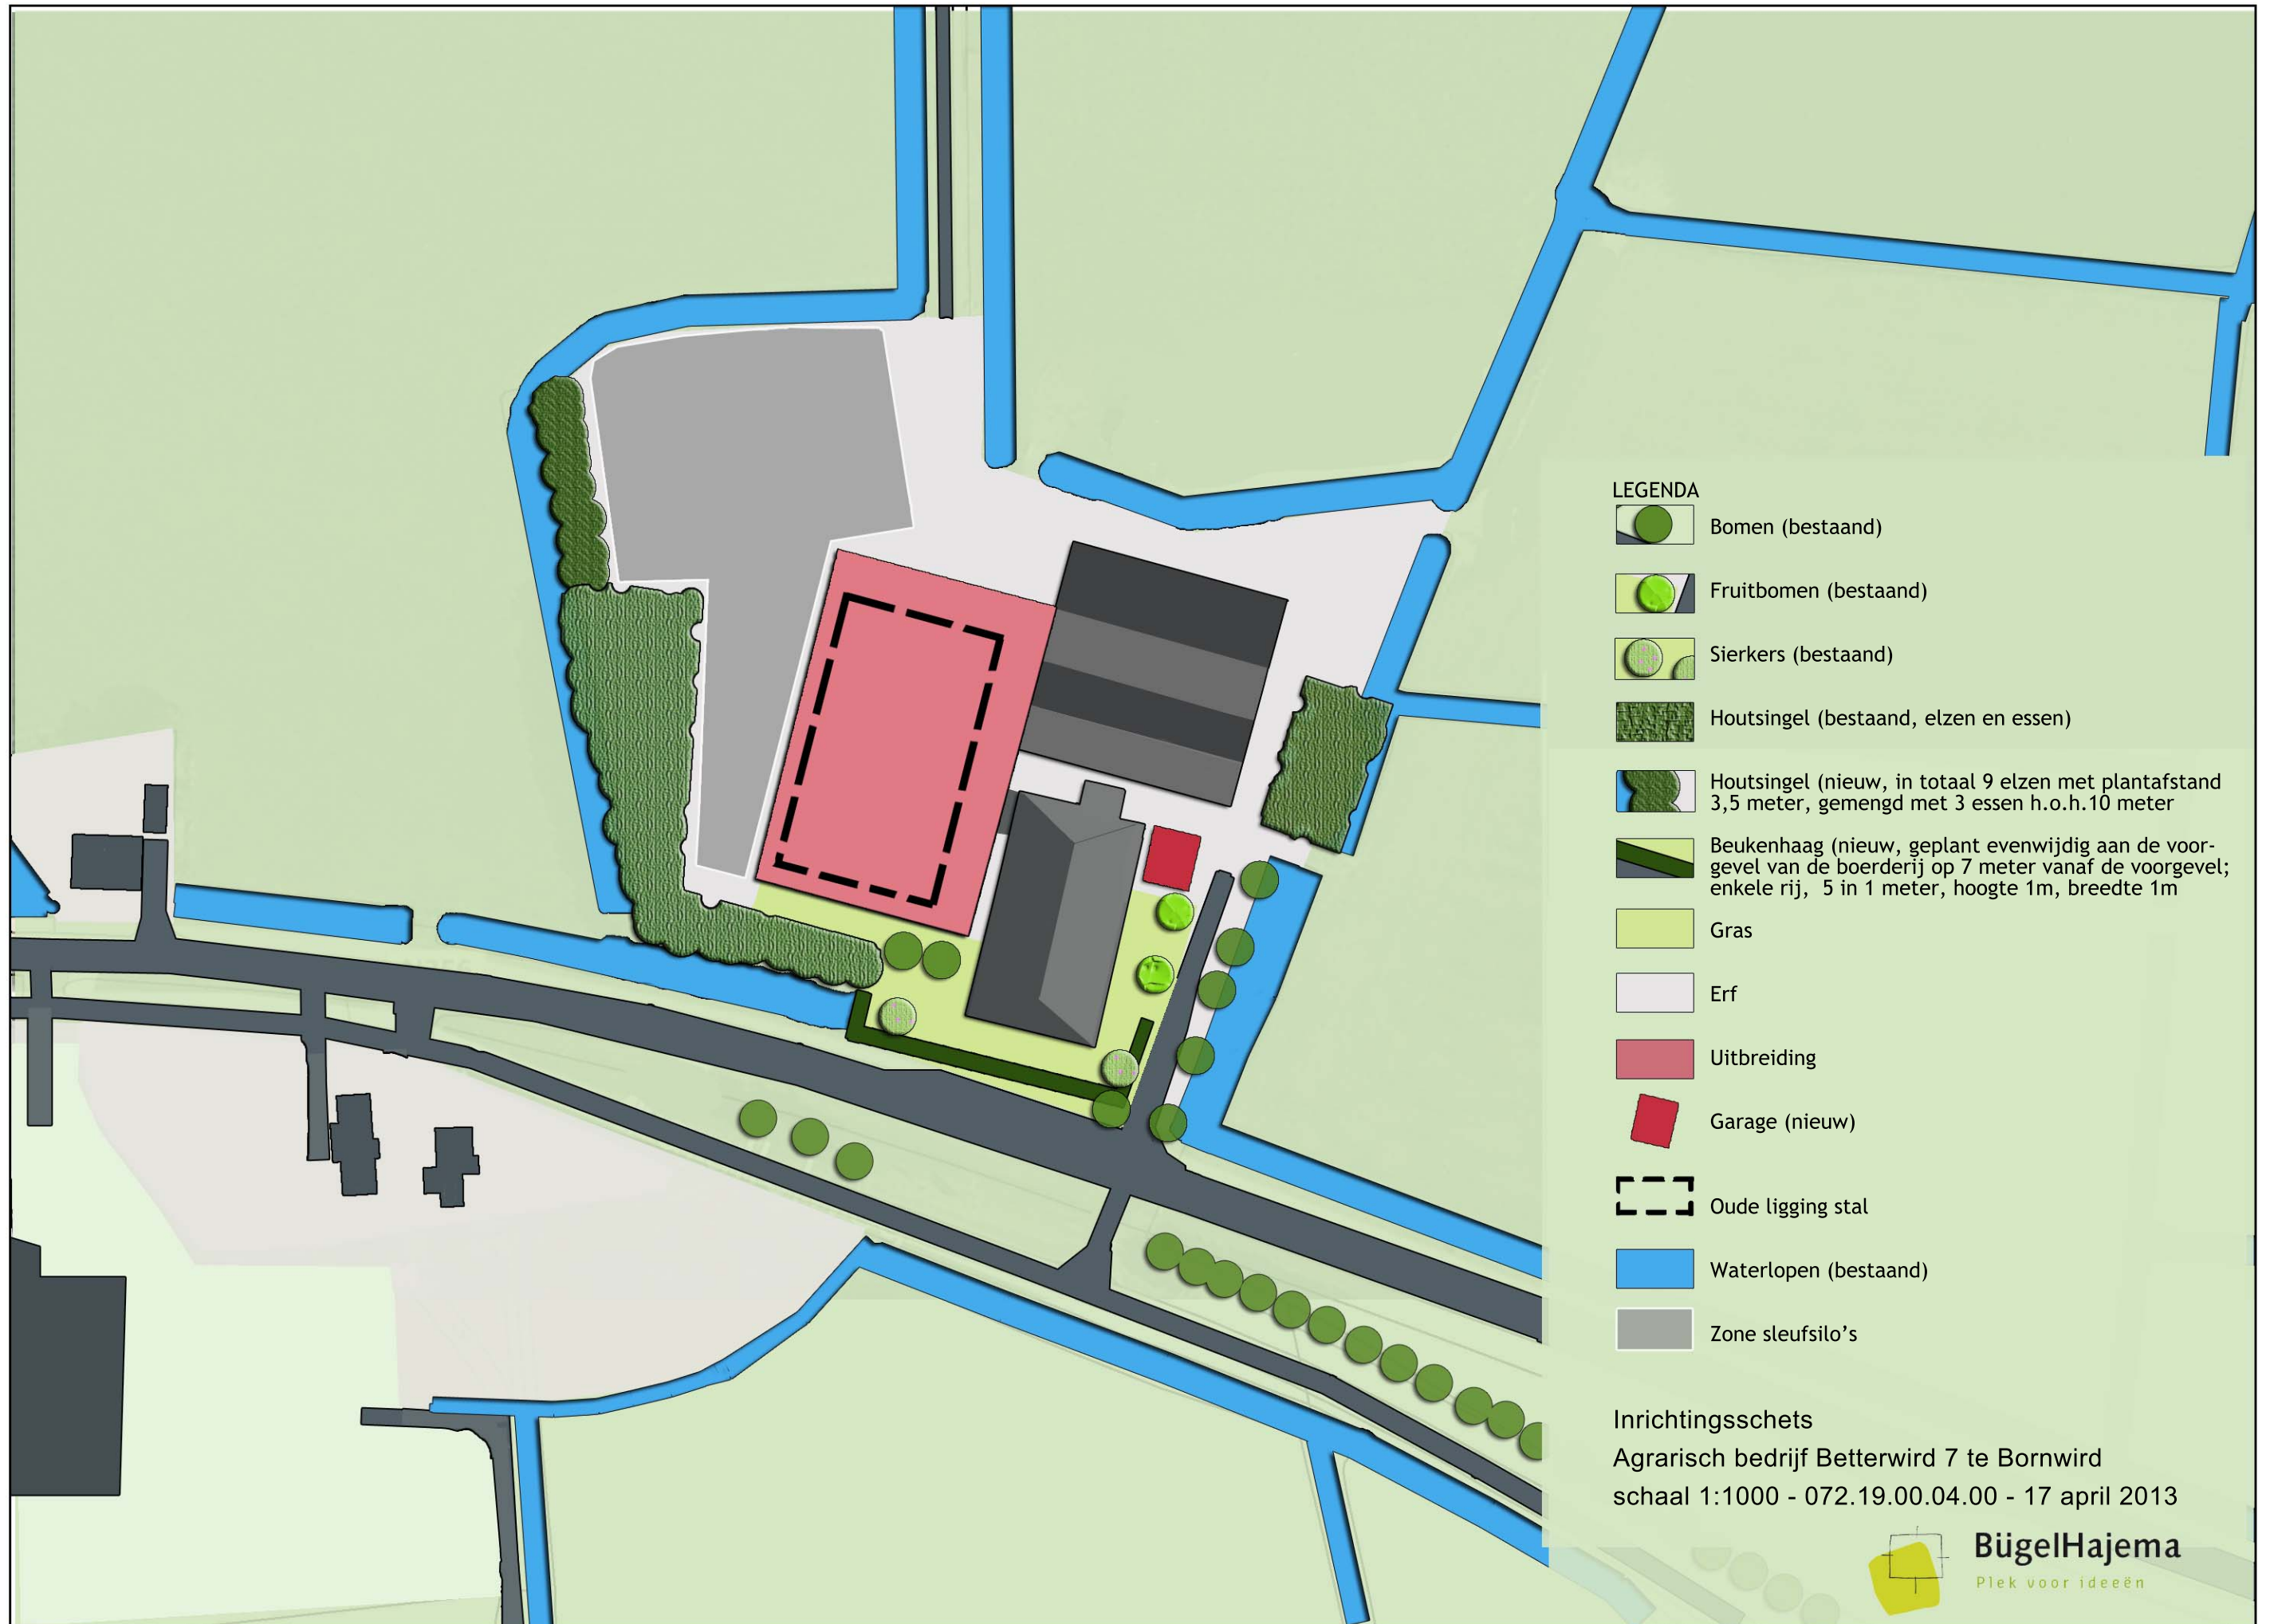 LEGENDA
Bomen (bestaand)
Fruitbomen (bestaand)
Sierkers (bestaand)
Houtsingel (bestaand, elzen en essen)
Houtsingel (nieuw, in totaal 9 elzen met plantafstand
3,5 meter, gemengd met 3 essen h.o.h.10 meter
Beukenhaag (nieuw, geplant evenwijdig aan de voor-
gevel van de boerderij op 7 meter vanaf de voorgevel;
enkele rij, 5 in 1 meter, hoogte 1m, breedte 1m
Gras
Erf
Uitbreiding
Garage (nieuw)
Oude ligging stal
Waterlopen (bestaand)
Zone sleufsilo's
Inrichtingsschets
Agrarisch bedrijf Betterwird 7 te Bornwird
schaal 1:1000 - 072.19.00.04.00 - 17 april 2013
BügelHajema
Plek voor ideeën